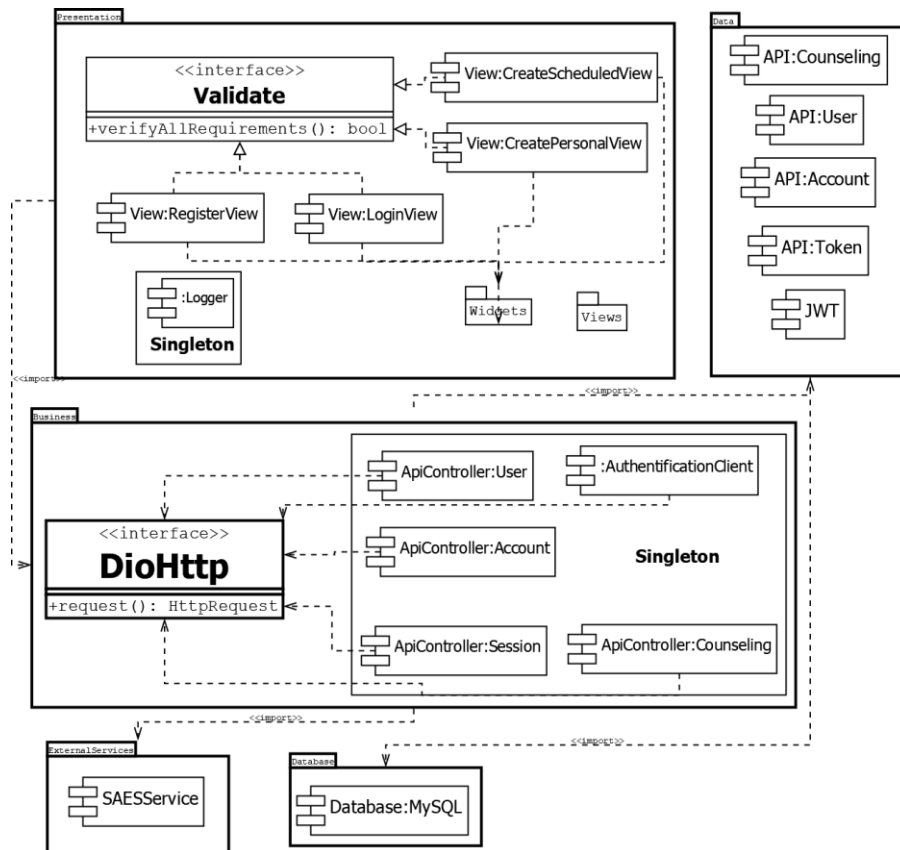 Presentation
<<interface>>
Validate
+verifyAllRequirements(): bool
View:CreateScheduledView
View:CreatePersonalView
View:RegisterView
View:LoginView
:Logger
Singleton
Widgets
Views
Data
API:Counseling
API:User
API:Account
API:Token
JWT
<<import>>
<<import>>
Business
ApiController:User
:AuthentificationClient
<<interface>>
DioHttp
+request(): HttpRequest
ApiController:Account
Singleton
ApiController:Session
ApiController:Counseling
<<import>>
<<import>>
ExternalServices
SAESService
Database
Database:MySQL